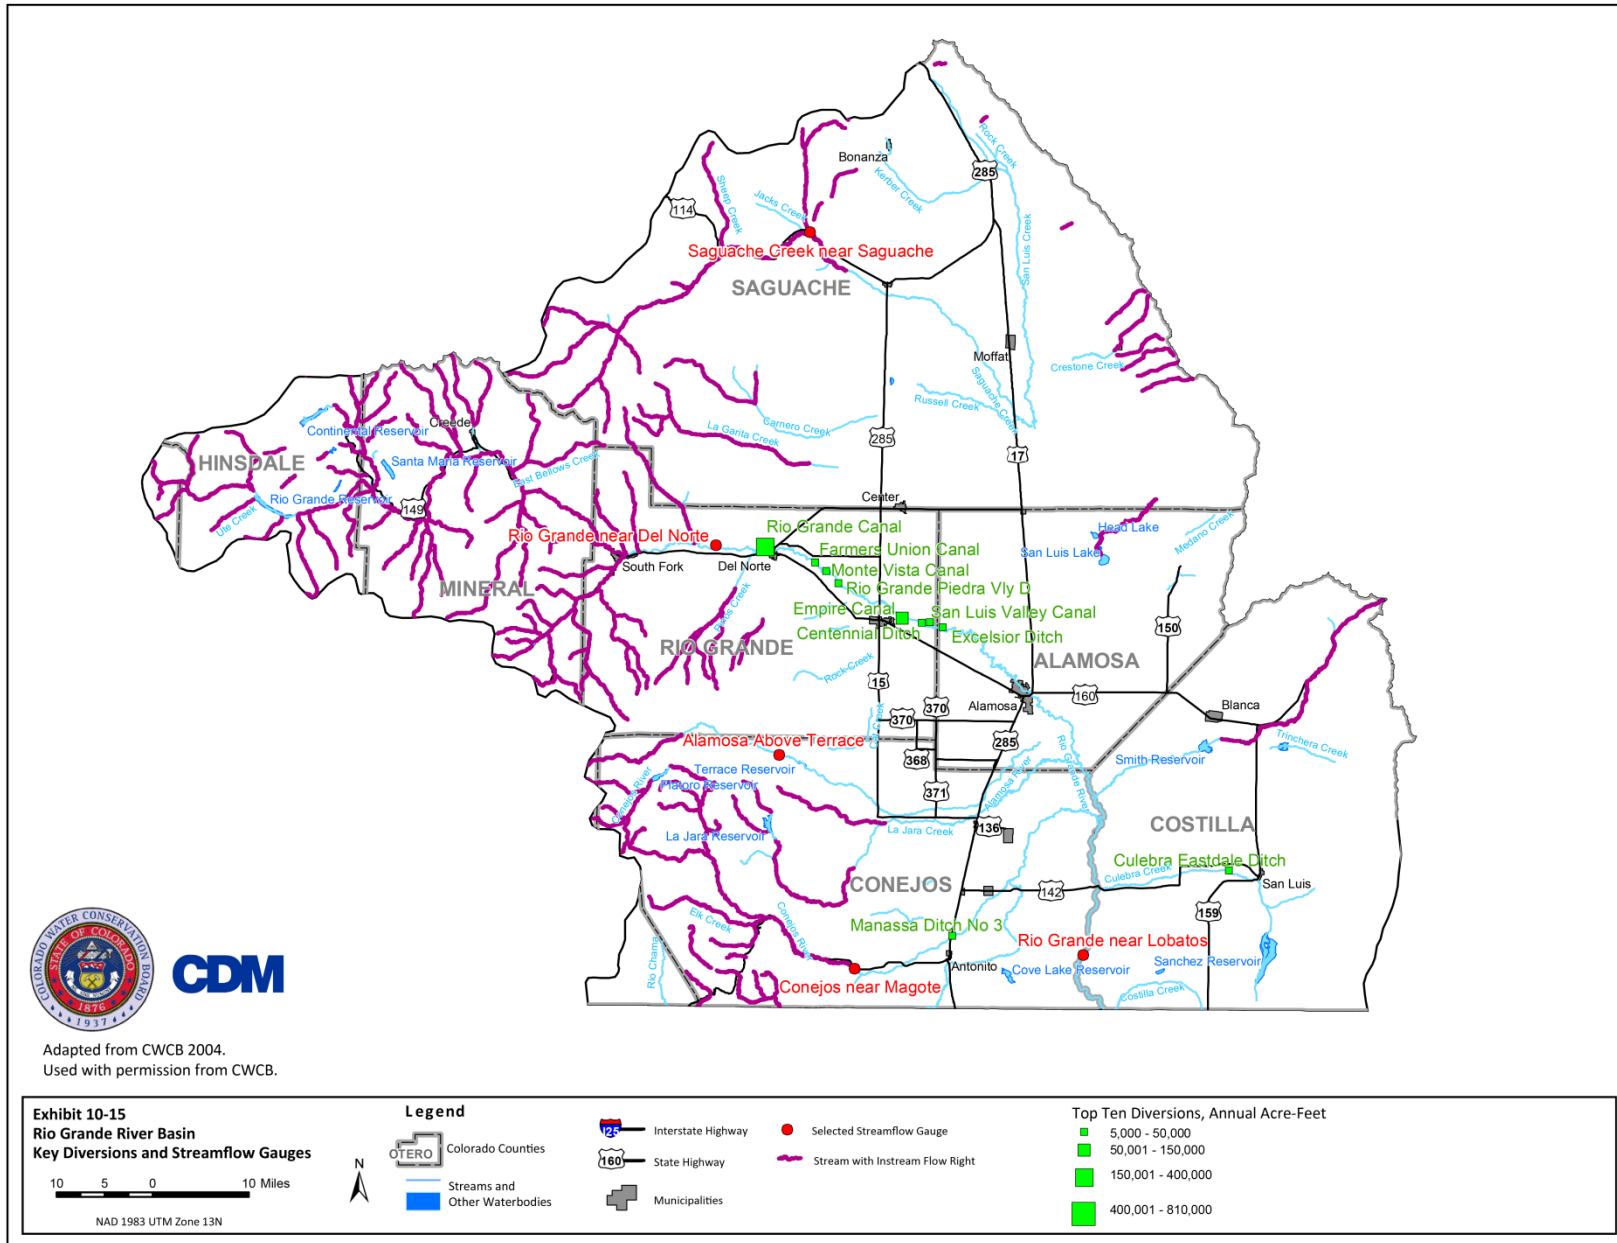 Rock Creek
Bonanza
Kerber Creek
285
Sheep Creek
Jacks Creek
114
San Luis Creek
Saguache Creek near Saguache
SAGUACHE
Moffat
Crestone Creek
Saguache Creek
Russell Creek
Carnero Creek
La Garita Creek
285
17
Creede
Continental Reservoir
HINSDALE
Santa Maria Reservoir
East Bellows Creek
Rio Grande Reservoir
149
Ute Creek
Center
Head Lake
Medano Creek
San Luis Lake
Rio Grande near Del Norte
Rio Grande Canal
Farmers Union Canal
South Fork
Del Norte
Monte Vista Canal
MINERAL
Rio Grande Piedra Vly D
Empire Canal
San Luis Valley Canal
Centennial Ditch
Excelsior Ditch
150
Pinos Creek
RIO GRANDE
ALAMOSA
Rock Creek
15
160
370
370
Alamosa
Blanca
285
Alamosa Above Terrace
368
Trinchera Creek
Smith Reservoir
Terrace Reservoir
Platoro Reservoir
Conejos River
371
Alamosa River
Rio Grande River
La Jara Reservoir
La Jara Creek
136
COSTILLA
Culebra Eastdale Ditch
Culebra Creek
San Luis
CONEJOS
142
159
Elk Creek
Conejos River
Manassa Ditch No 3
Rio Grande near Lobatos
Rio Chama
Antonito
Cove Lake Reservoir
Sanchez Reservoir
Conejos near Magote
Costilla Creek
COLORADO WATER CONSERVATION BOARD
STATE OF COLORADO
1876
1937
CDM
Adapted from CWCB 2004.
Used with permission from CWCB.
Exhibit 10-15
Rio Grande River Basin
Key Diversions and Streamflow Gauges
10 5 0 10 Miles
NAD 1983 UTM Zone 13N
N
Legend
OTERO
Colorado Counties
Streams and
Other Waterbodies
I25
Interstate Highway
160
State Highway
Municipalities
Selected Streamflow Gauge
Stream with Instream Flow Right
Top Ten Diversions, Annual Acre-Feet
5,000 - 50,000
50,001 - 150,000
150,001 - 400,000
400,001 - 810,000